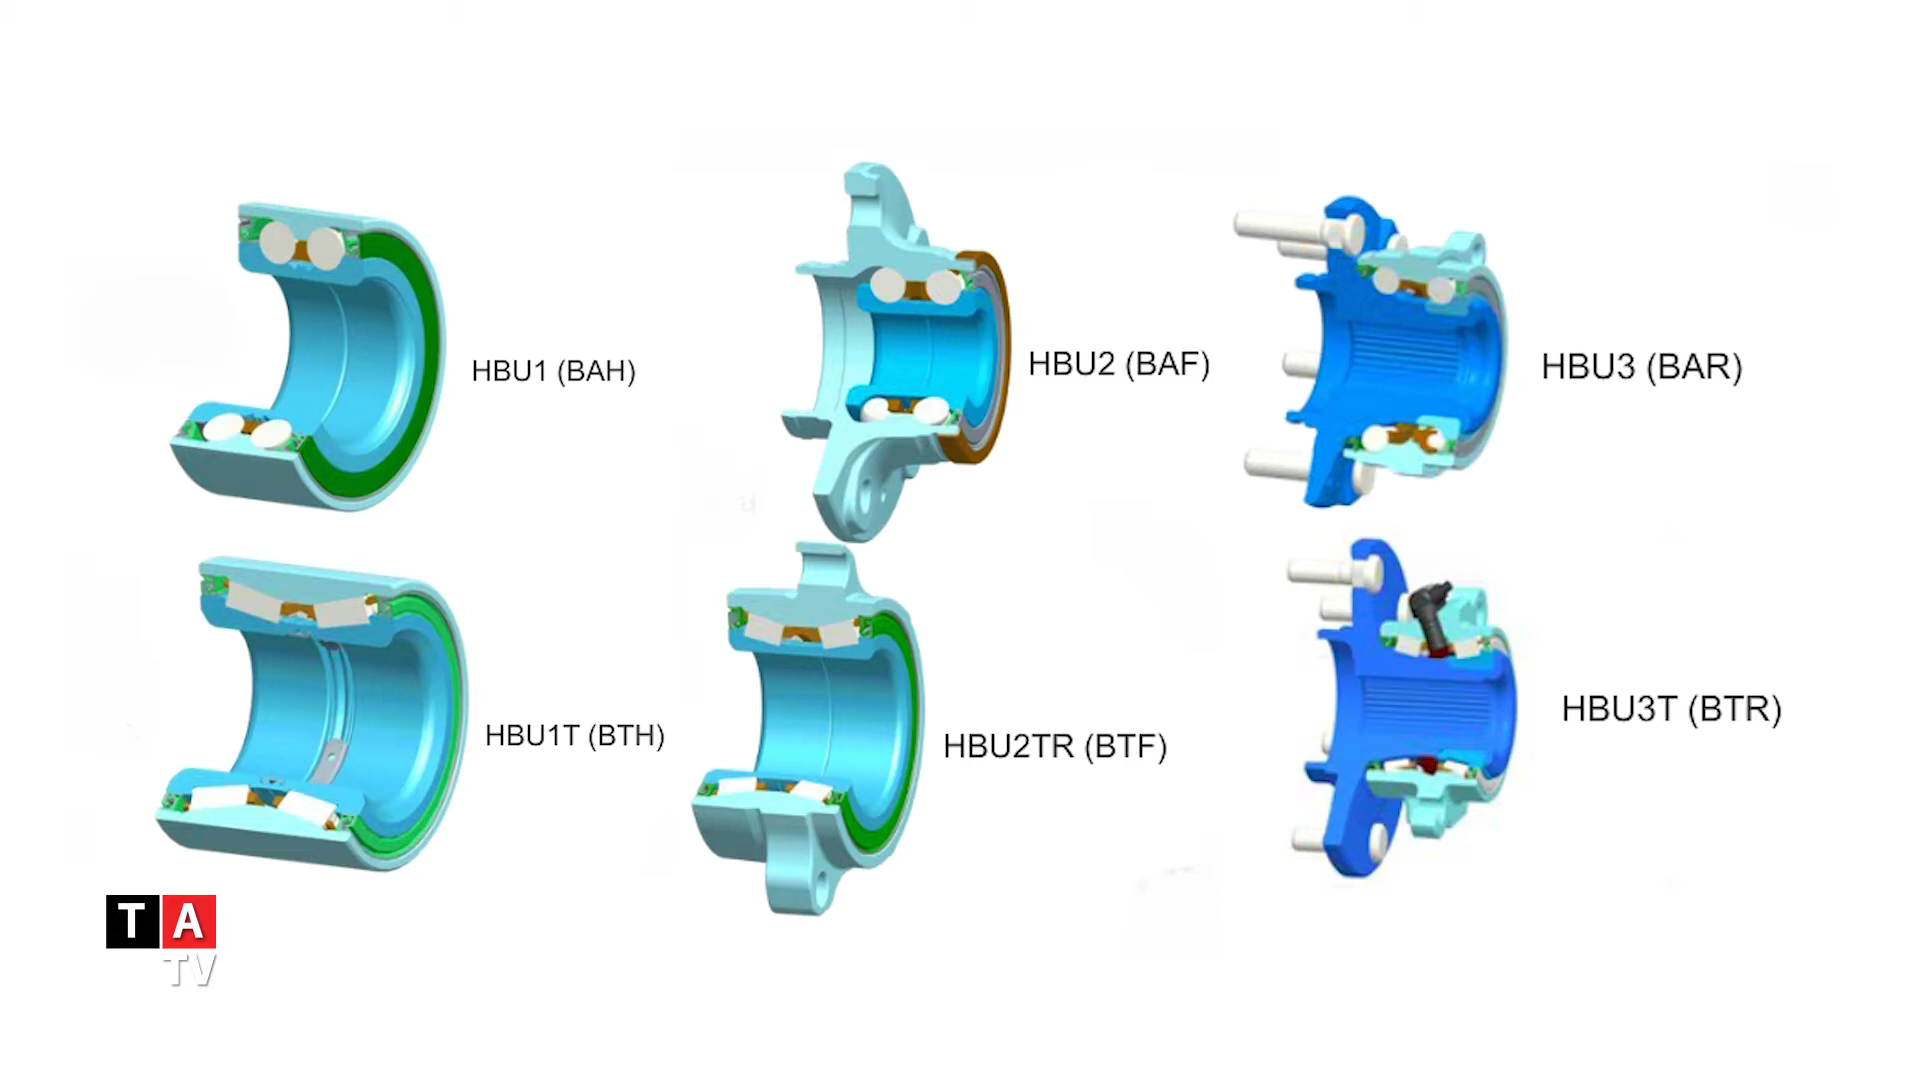 HBU1 (BAH)
HBU2 (BAF)
HBU3 (BAR)
HBU1T (BTH)
HBU2TR (BTF)
HBU3T (BTR)
TA
TV